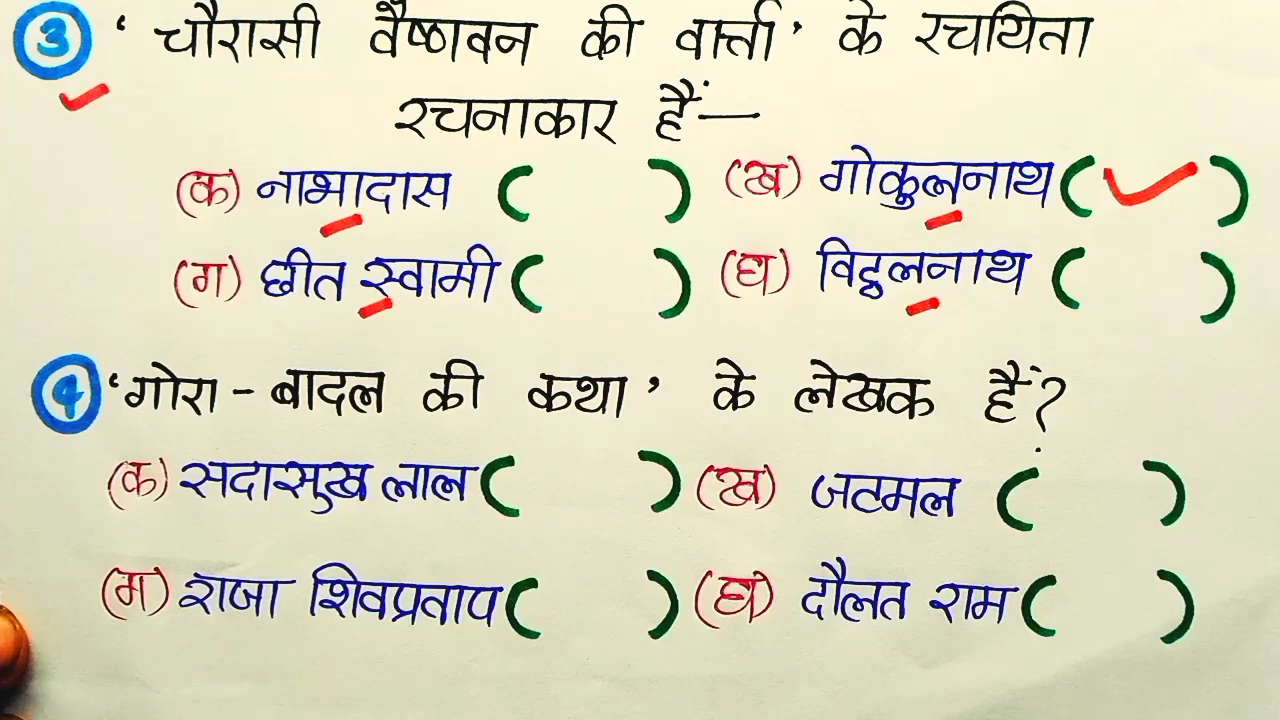 3 'चौरासी वैष्णवन की वार्त्ता' के रचयिता
रचनाकार हैं—
(क) नाभादास ( ) (ख) गोकुलनाथ (✓)
(ग) छीत स्वामी ( ) (घ) विट्ठलनाथ ( )
4 'गोरा-बादल की कथा' के लेखक हैं?
(क) सदासुख लाल ( ) (ख) जटमल ( )
(ग) राजा शिवप्रताप ( ) (घ) दौलत राम ( )